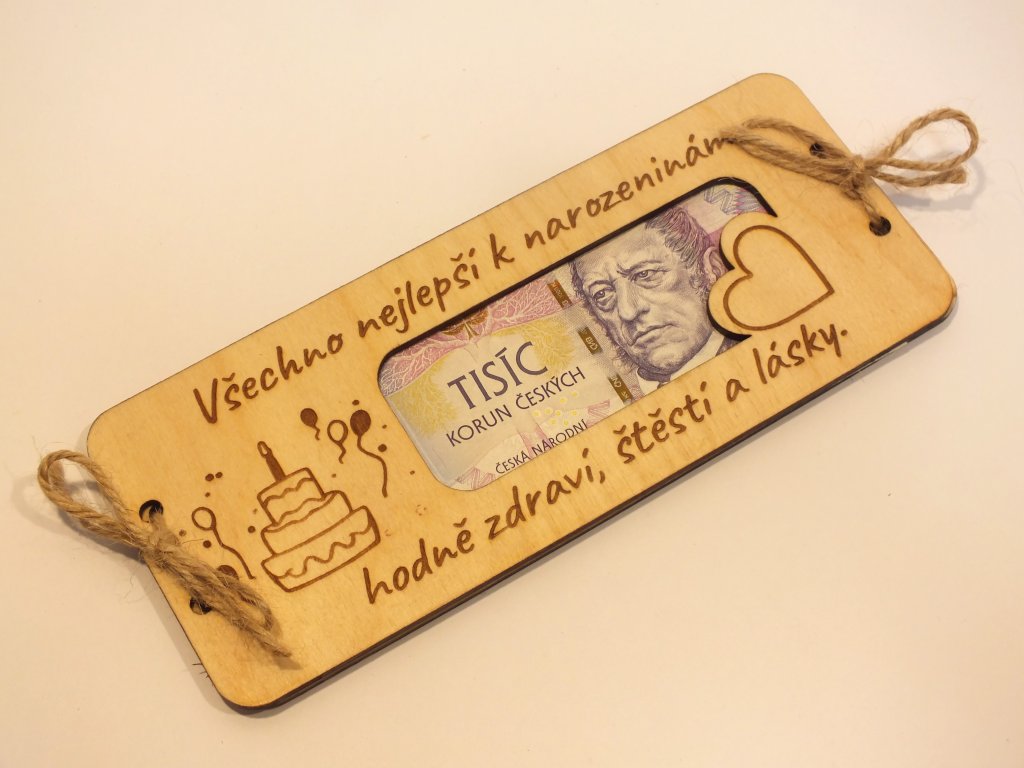 Všechno nejlepší k narozeninám
TISÍC
KORUN ČESKÝCH
ČESKÁ NÁRODNÍ
hodně zdraví, štěstí a lásky.